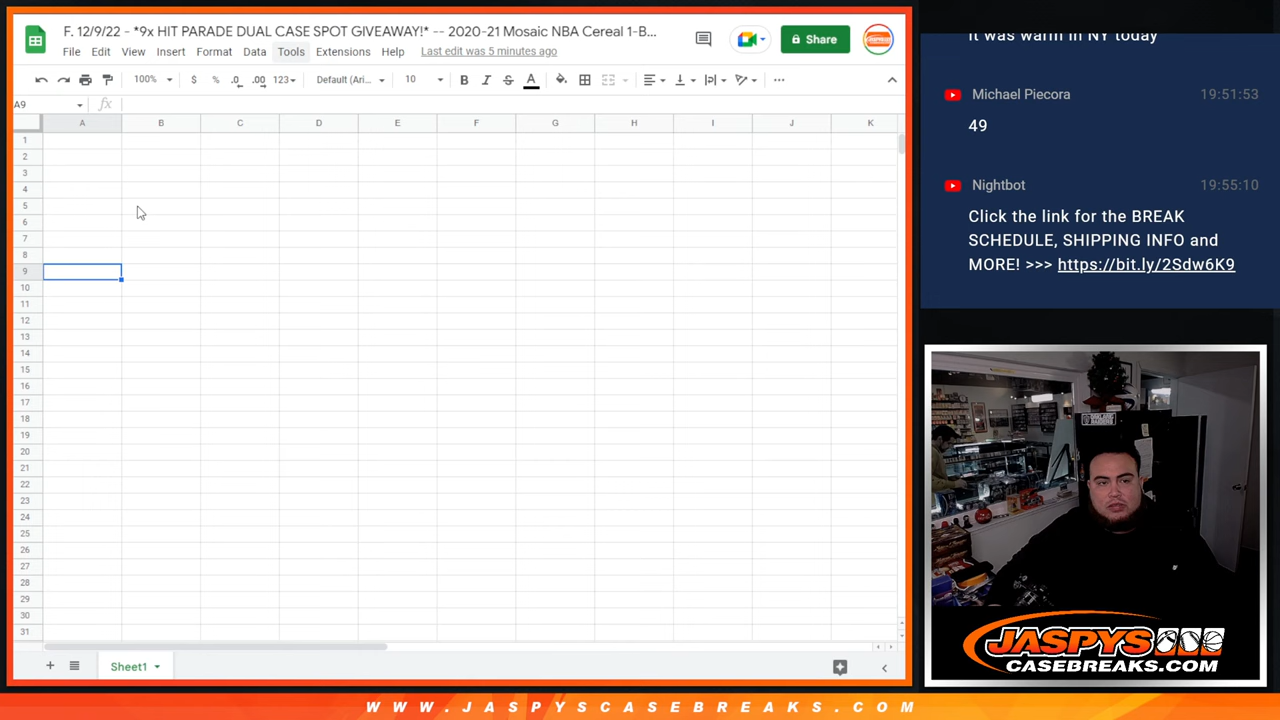 F. 12/9/22 - *9x HIT PARADE DUAL CASE SPOT GIVEAWAY!* -- 2020-21 Mosaic NBA Cereal 1-B...
Share
File Edit View Insert Format Data Tools Extensions Help Last edit was 5 minutes ago
100% $ % .0 .00 123 Default (Ari... 10 B I S A
A9 fx
A B C D E F G H I J K
1
2
3
4
5
6
7
8
9
10
11
12
13
14
15
16
17
18
19
20
21
22
23
24
25
26
27
28
29
30
31
Sheet1
It was warm in NY today
Michael Piecora 19:51:53
49
Nightbot 19:55:10
Click the link for the BREAK
SCHEDULE, SHIPPING INFO and
MORE! >>> https://bit.ly/2Sdw6K9
JASPYS
CASEBREAKS.COM
WWW.JASPYSCASEBREAKS.COM